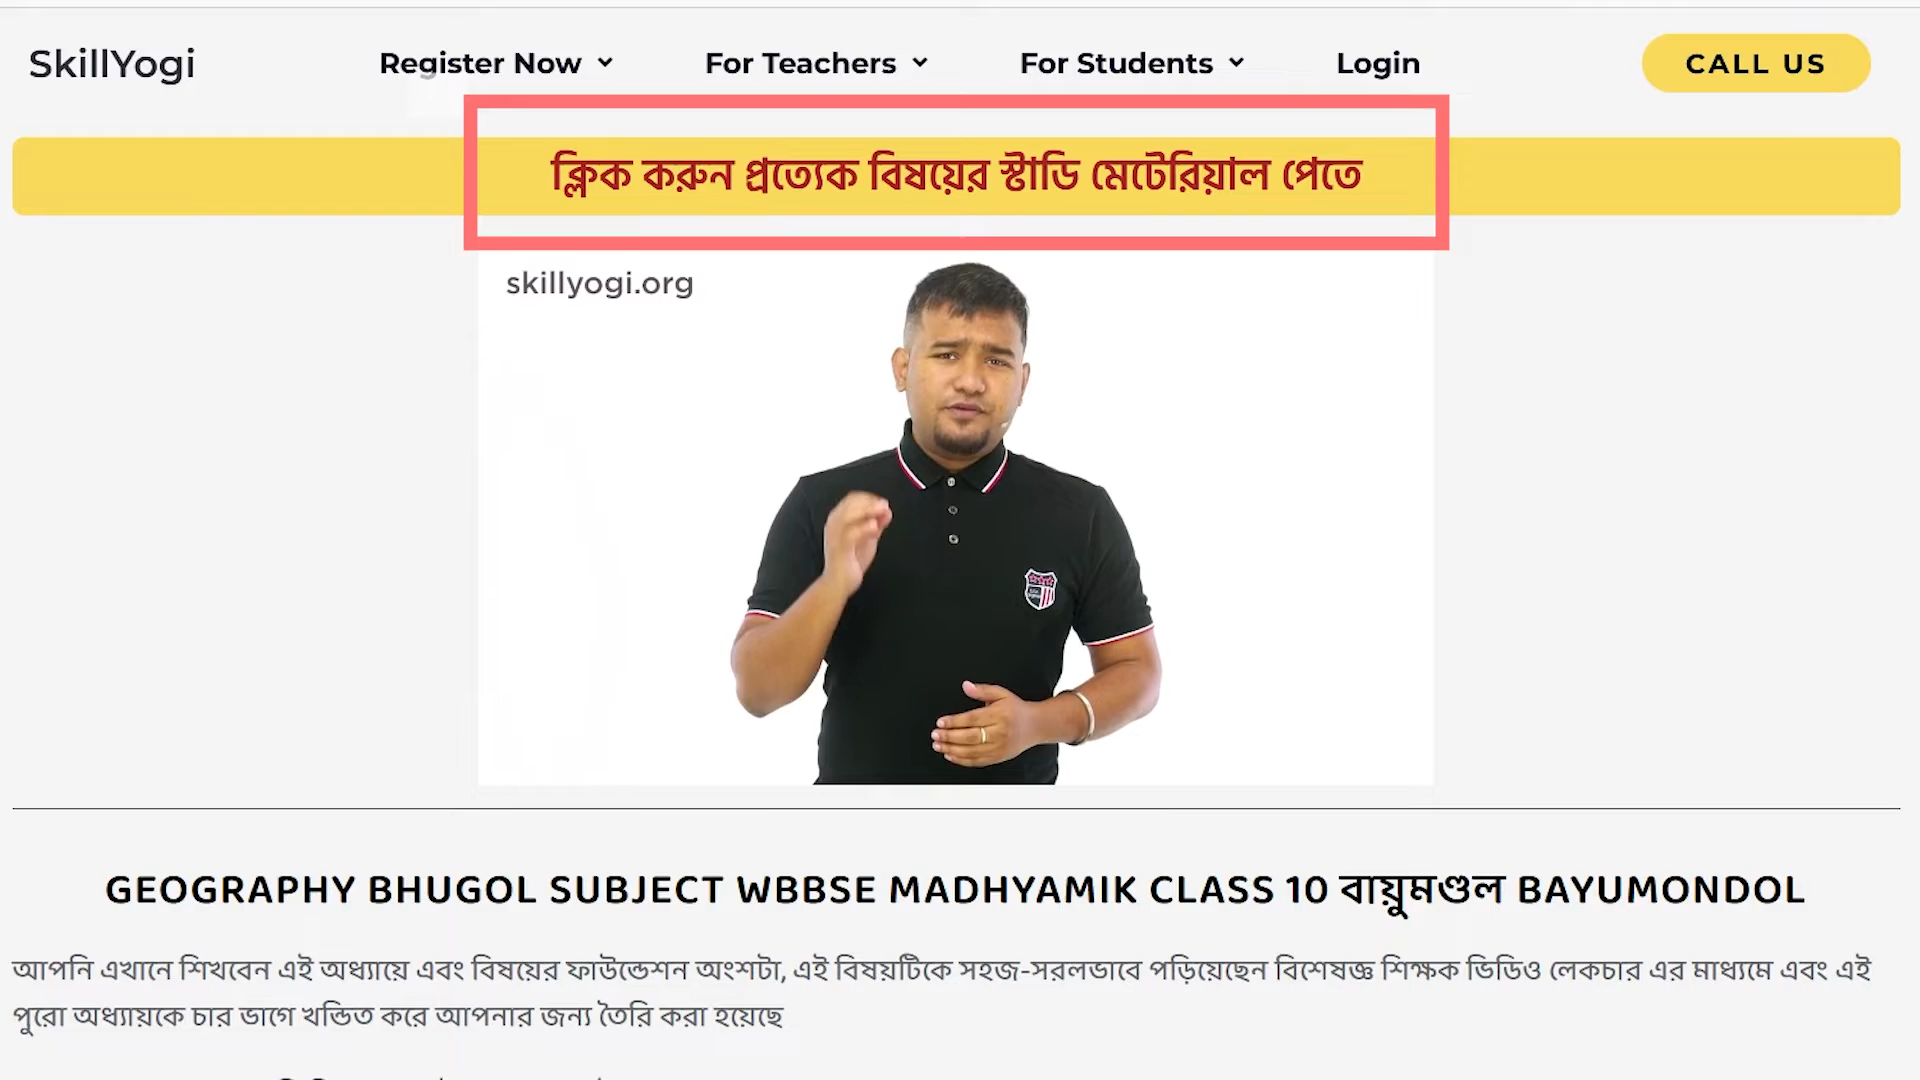 SkillYogi
Register Now
For Teachers
For Students
Login
CALL US
ক্লিক করুন প্রত্যেক বিষয়ের স্টাডি মেটেরিয়াল পেতে
skillyogi.org
GEOGRAPHY BHUGOL SUBJECT WBBSE MADHYAMIK CLASS 10 বায়ুমণ্ডল BAYUMONDOL
আপনি এখানে শিখবেন এই অধ্যায়ে এবং বিষয়ের ফাউন্ডেশন অংশটা, এই বিষয়টিকে সহজ-সরলভাবে পড়িয়েছেন বিশেষজ্ঞ শিক্ষক ভিডিও লেকচার এর মাধ্যমে এবং এই
পুরো অধ্যায়কে চার ভাগে খন্ডিত করে আপনার জন্য তৈরি করা হয়েছে